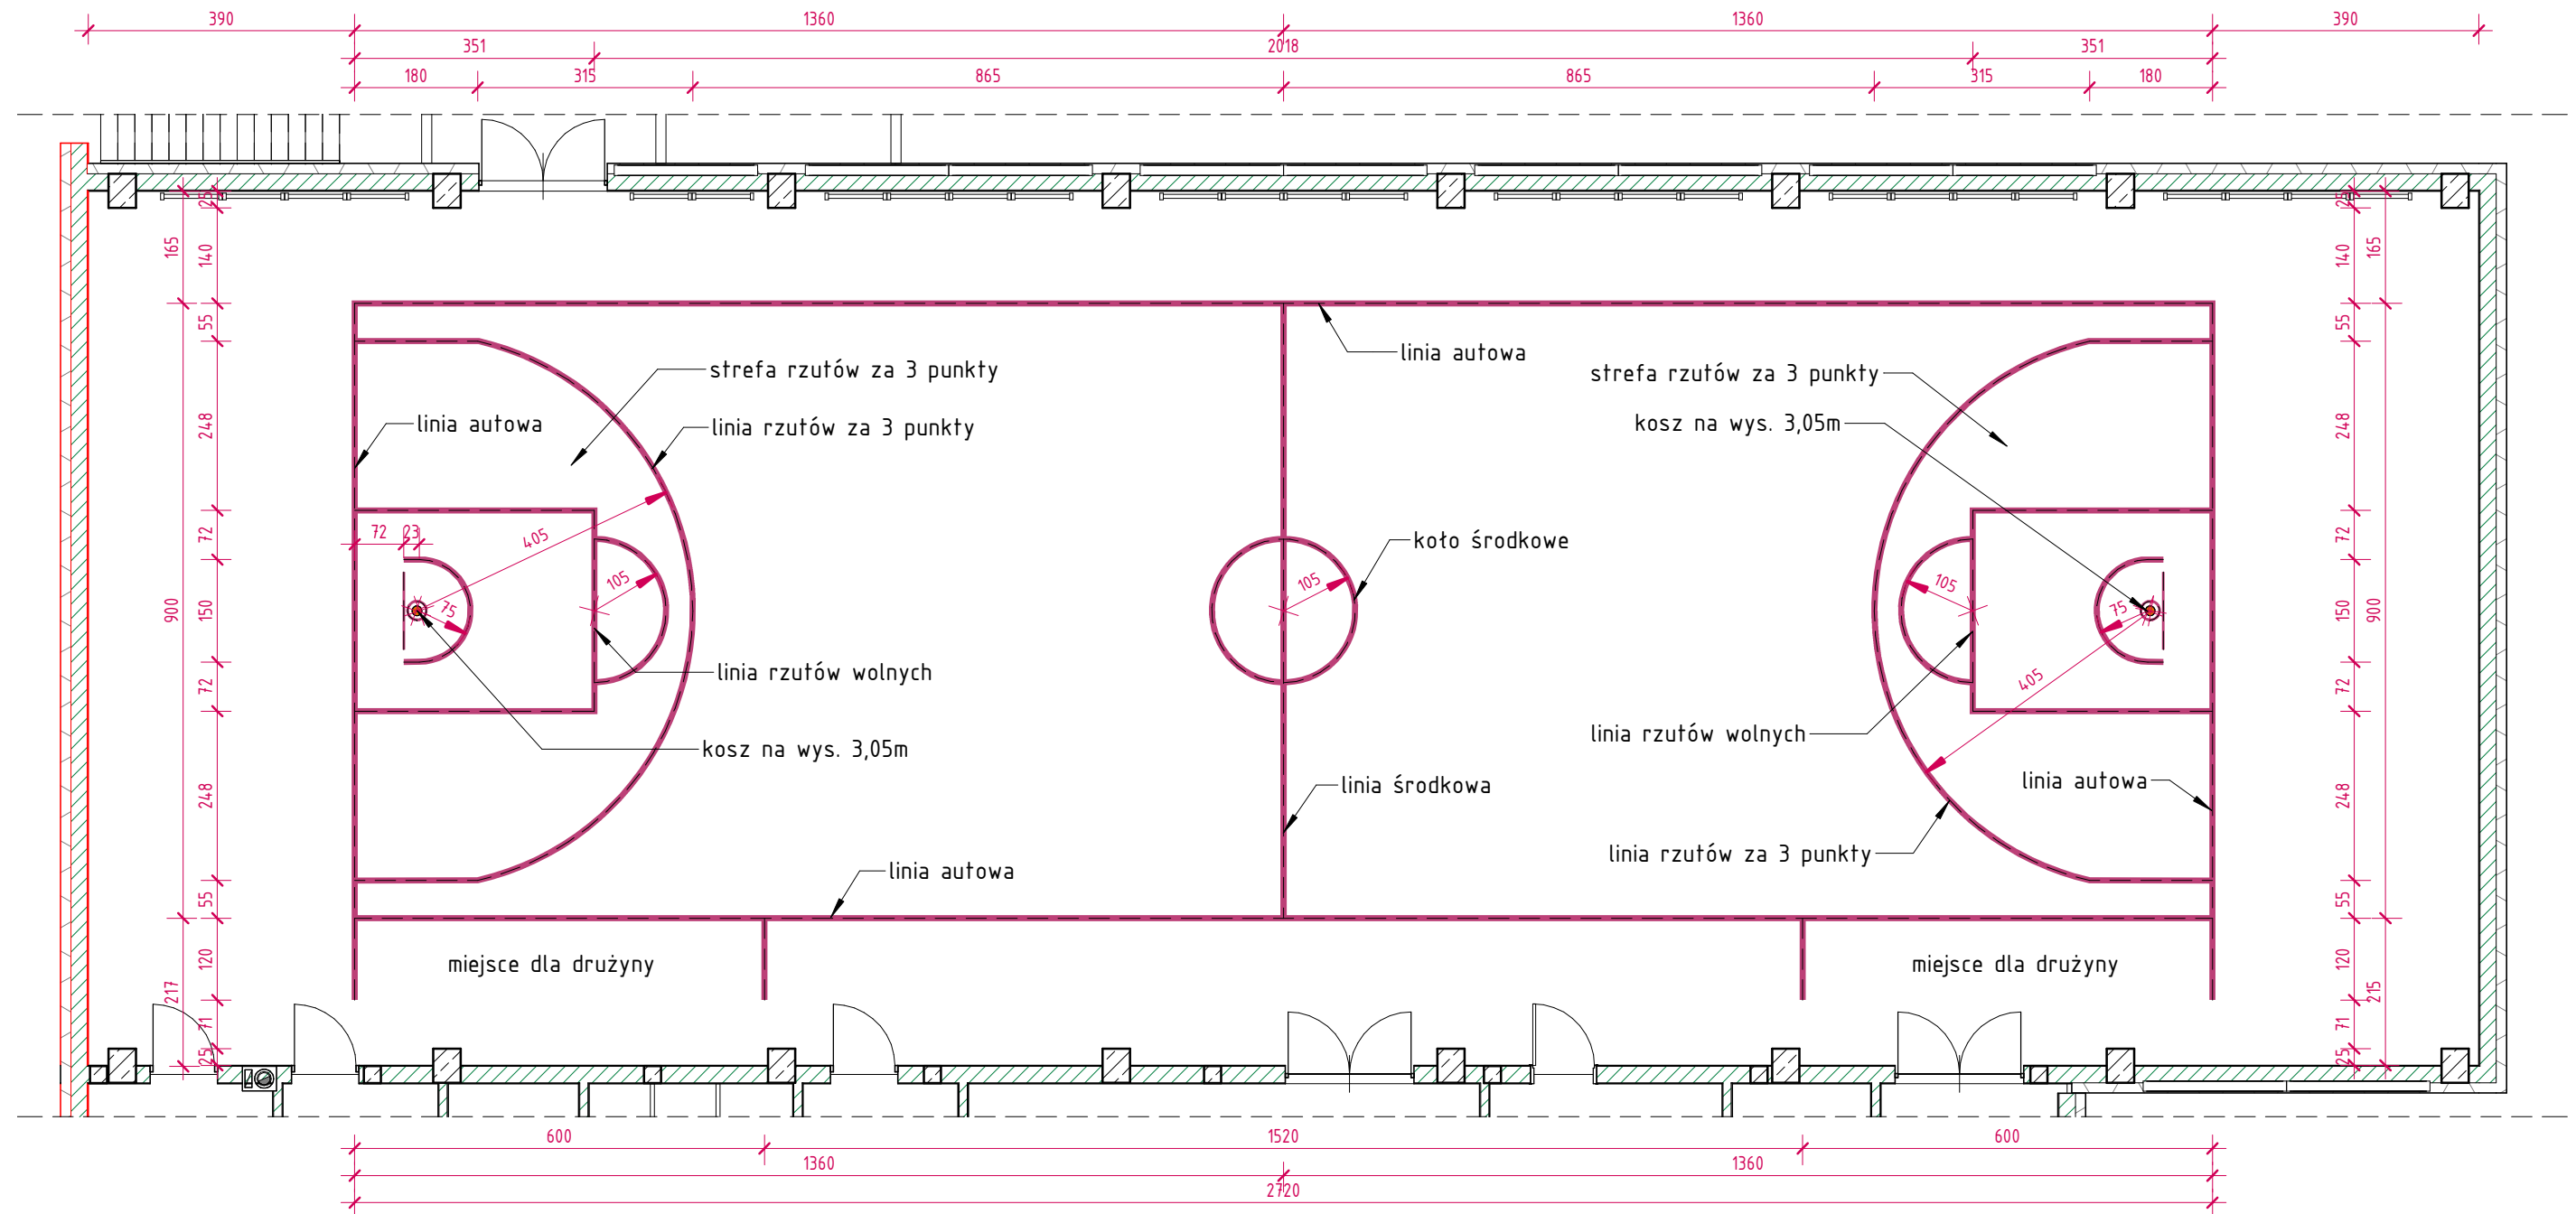 390 1360 1360 390
351 2018 351
180 315 865 865 315 180
25 25
165 140 140 165
55 55
linia autowa
strefa rzutów za 3 punkty strefa rzutów za 3 punkty
248 linia autowa linia rzutów za 3 punkty kosz na wys. 3,05m 248
72 72 23 405 koło środkowe 72
900 150 75 105 105 105 75 150 900
72 linia rzutów wolnych 405 72
linia rzutów wolnych
kosz na wys. 3,05m
248 linia środkowa linia autowa 248
linia rzutów za 3 punkty
55 linia autowa 55
120 miejsce dla drużyny miejsce dla drużyny 120
217 215
71 71
25 25
600 1520 600
1360 1360
2720